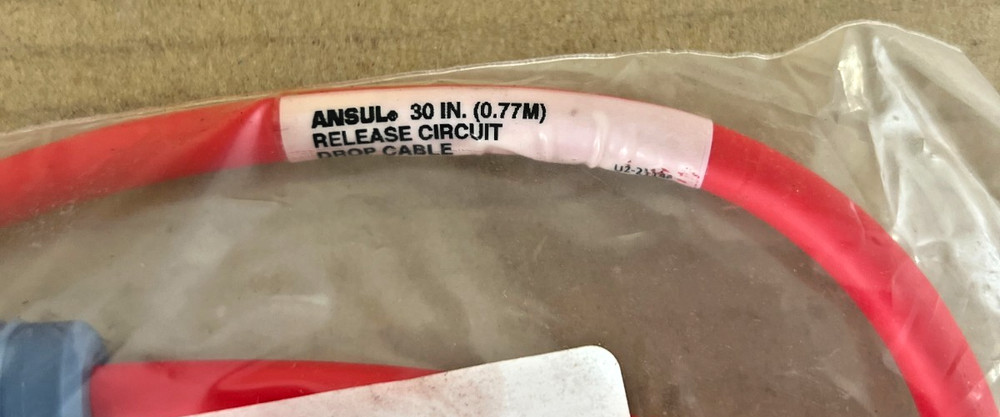 ANSUL® 30 IN. (0.77M)
RELEASE CIRCUIT
DROP CABLE